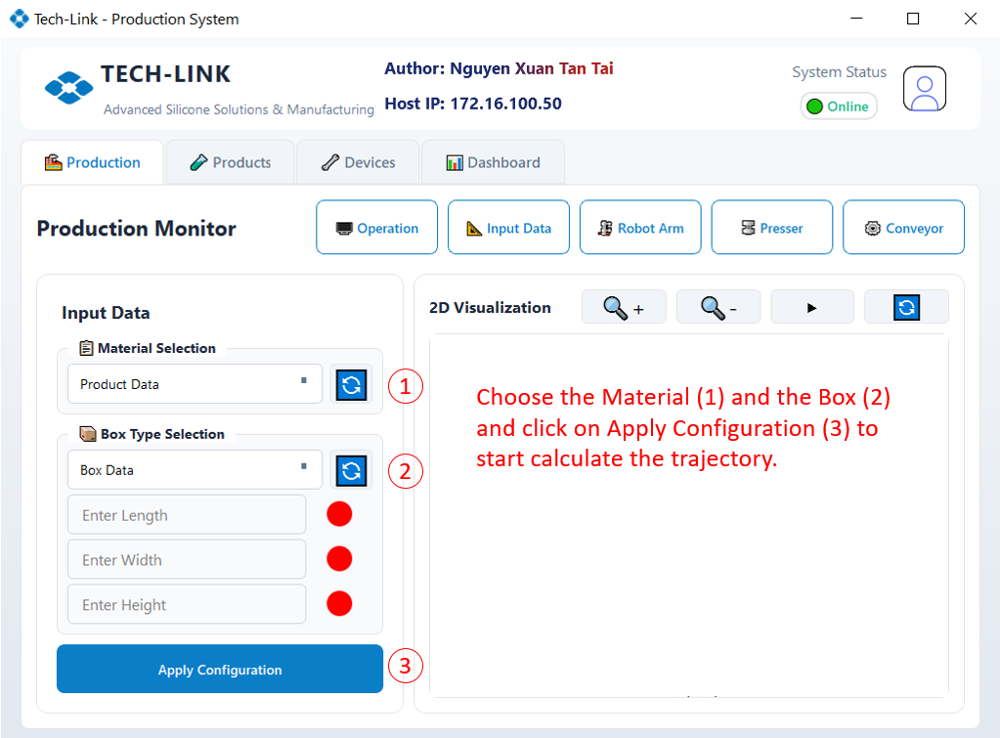 Tech-Link - Production System
TECH-LINK
Advanced Silicone Solutions & Manufacturing
Author: Nguyen Xuan Tan Tai
Host IP: 172.16.100.50
System Status
Online
Production
Products
Devices
Dashboard
Production Monitor
Operation
Input Data
Robot Arm
Presser
Conveyor
Input Data
Material Selection
Product Data
1
Box Type Selection
Box Data
2
Enter Length
Enter Width
Enter Height
Apply Configuration
3
2D Visualization
+
-
Choose the Material (1) and the Box (2)
and click on Apply Configuration (3) to
start calculate the trajectory.